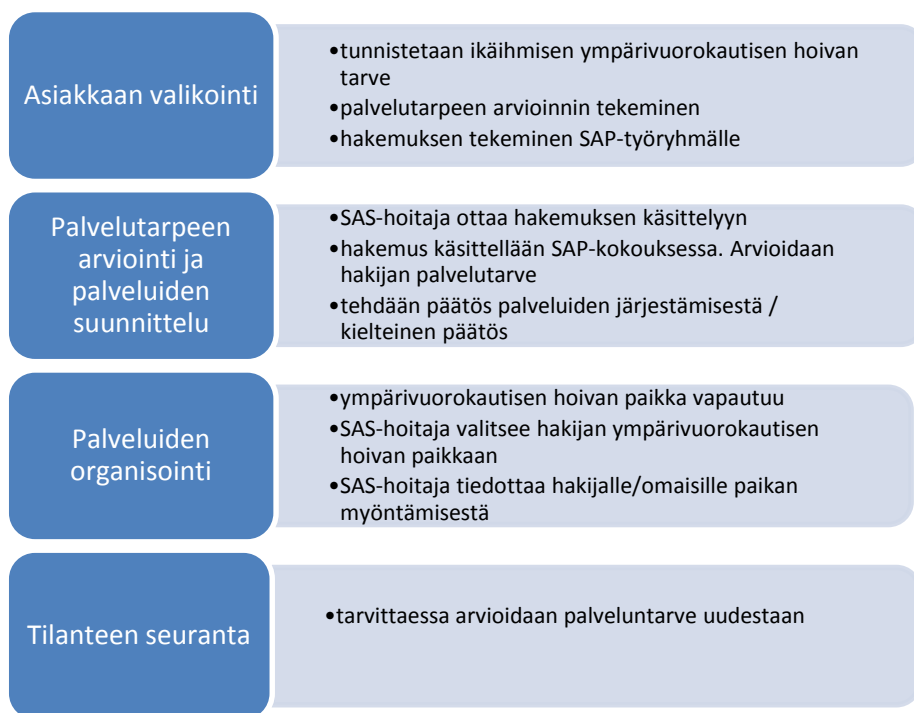 Asiakkaan valikointi
•tunnistetaan ikäihmisen ympärivuorokautisen hoivan
tarve
•palvelutarpeen arvioinnin tekeminen
•hakemuksen tekeminen SAP-työryhmälle
Palvelutarpeen
arviointi ja
palveluiden
suunnittelu
•SAS-hoitaja ottaa hakemuksen käsittelyyn
•hakemus käsitellään SAP-kokouksessa. Arvioidaan
hakijan palvelutarve
•tehdään päätös palveluiden järjestämisestä /
kielteinen päätös
Palveluiden
organisointi
•ympärivuorokautisen hoivan paikka vapautuu
•SAS-hoitaja valitsee hakijan ympärivuorokautisen
hoivan paikkaan
•SAS-hoitaja tiedottaa hakijalle/omaisille paikan
myöntämisestä
Tilanteen seuranta
•tarvittaessa arvioidaan palveluntarve uudestaan